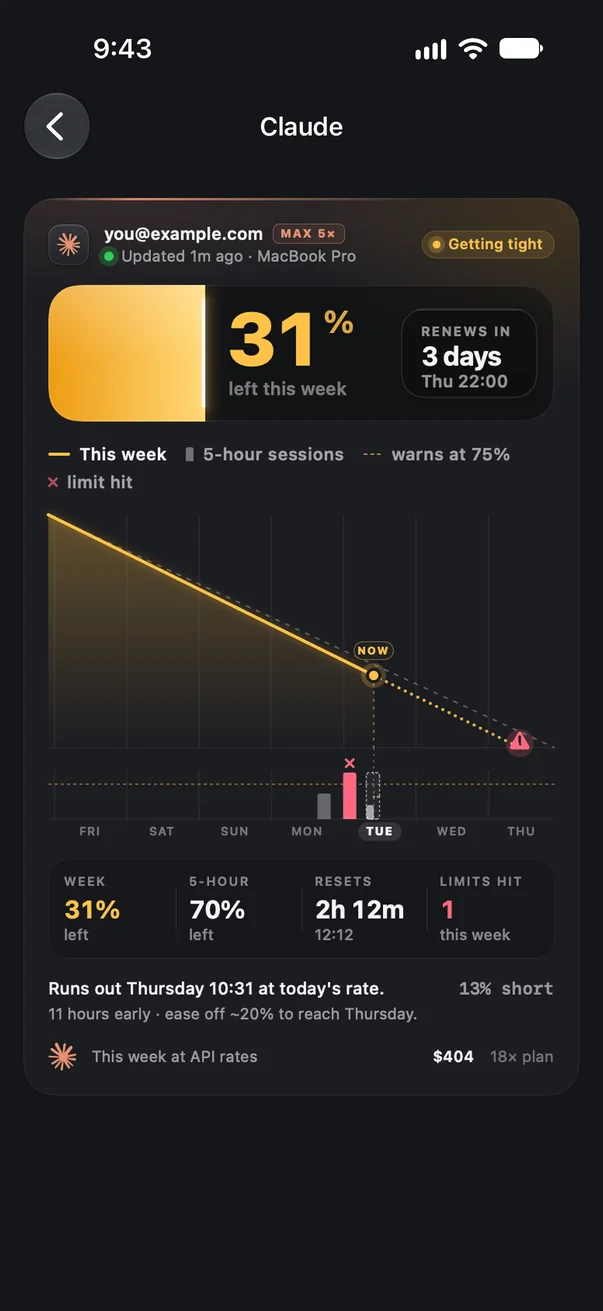 9:43
Claude
you@example.com MAX 5×
Getting tight
Updated 1m ago · MacBook Pro
31%
left this week
RENEWS IN
3 days
Thu 22:00
This week 5-hour sessions warns at 75%
limit hit
NOW
FRI SAT SUN MON TUE WED THU
WEEK 5-HOUR RESETS LIMITS HIT
31% 70% 2h 12m 1
left left 12:12 this week
Runs out Thursday 10:31 at today's rate. 13% short
11 hours early · ease off ~20% to reach Thursday.
This week at API rates $404 18× plan